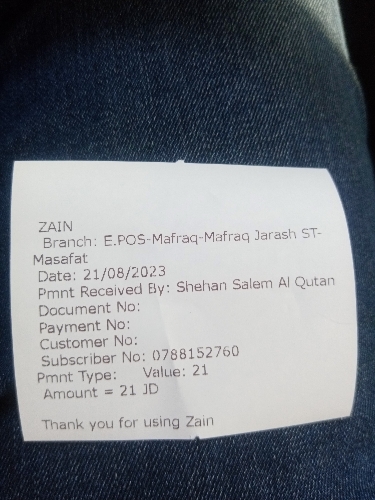 ZAIN
Branch: E.POS-Mafraq-Mafraq Jarash ST-
Masafat
Date: 21/08/2023
Pmnt Received By: Shehan Salem Al Qutan
Document No:
Payment No:
Customer No:
Subscriber No: 0788152760
Pmnt Type: Value: 21
Amount = 21 JD
Thank you for using Zain